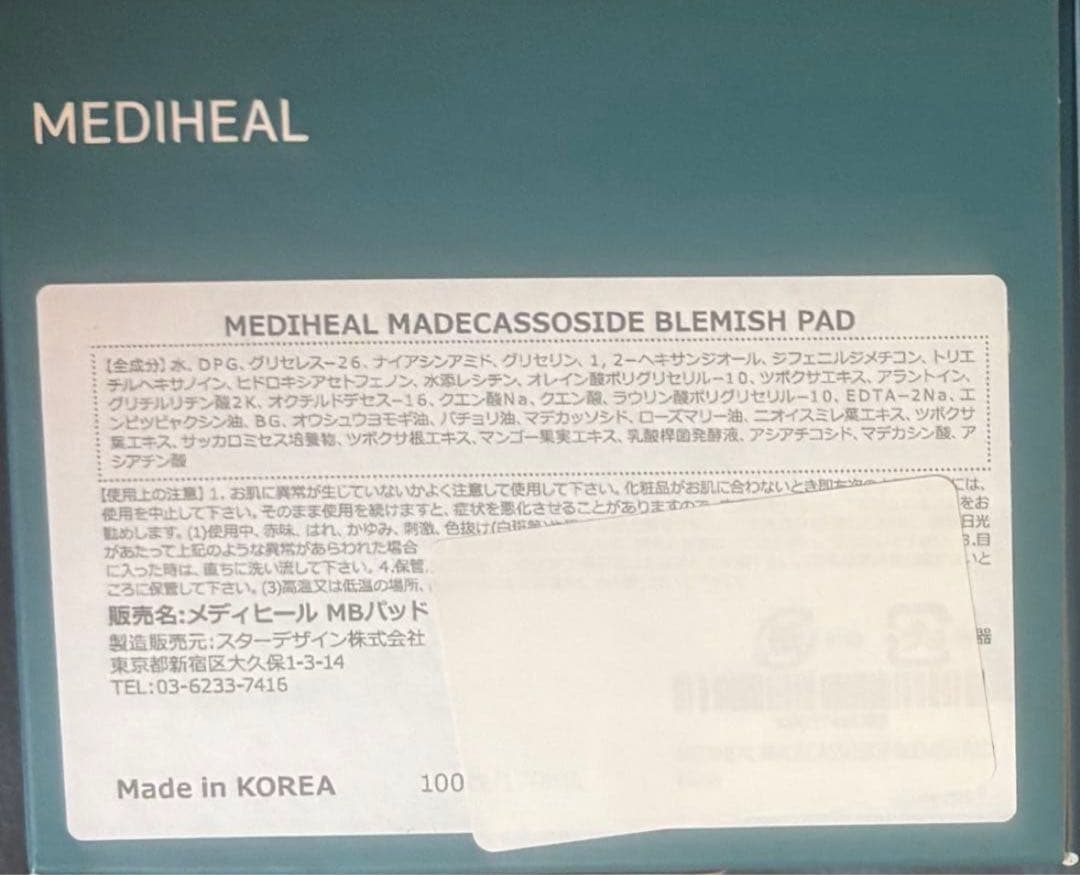 MEDIHEAL
MEDIHEAL MADECASSOSIDE BLEMISH PAD
【全成分】水、DPG、グリセレス-26、ナイアシンアミド、グリセリン、1, 2-ヘキサンジオール、ジフェニルジメチコン、トリエ
チルヘキサノイン、ヒドロキシアセトフェノン、水添レシチン、オレイン酸ポリグリセリル-10、ツボクサエキス、アラントイン、
グリチルリチン酸2K、オクチルドデセス-16、クエン酸Na、クエン酸、ラウリン酸ポリグリセリル-10、EDTA-2Na、エ
ンピツビャクシン油、BG、オウシュウヨモギ油、パチョリ油、マデカッソシド、ローズマリー油、ニオイスミレ葉エキス、ツボクサ
葉エキス、サッカロミセス培養物、ツボクサ根エキス、マンゴー果実エキス、乳酸桿菌発酵液、アシアチコシド、マデカシン酸、ア
シアチン酸
【使用上の注意】1. お肌に異常が生じていないかよく注意して使用して下さい。化粧品がお肌に合わないとき即ち次の には、
使用を中止して下さい。そのまま使用を続けますと、症状を悪化させることがありますので をお
勧めします。(1)使用中、赤味、はれ、かゆみ、刺激、色抜け(白斑等) 日光
があたって上記のような異常があらわれた場合 3.目
に入った時は、直ちに洗い流して下さい。4.保管 いと
ころに保管して下さい。(3)高温又は低温の場所、
販売名:メディヒール MBパッド
製造販売元:スターデザイン株式会社 器
東京都新宿区大久保1-3-14
TEL:03-6233-7416
Made in KOREA 100